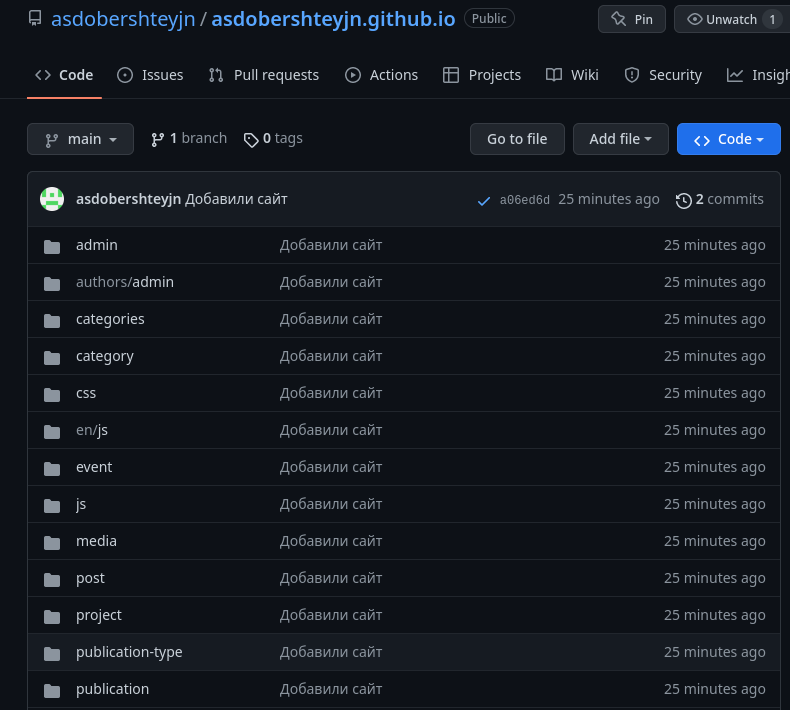 asdobershteyjn / asdobershteyjn.github.io Public Pin Unwatch 1
Code Issues Pull requests Actions Projects Wiki Security
main 1 branch 0 tags Go to file Add file Code
asdobershteyjn Добавили сайт a06ed6d 25 minutes ago 2 commits
admin Добавили сайт 25 minutes ago
authors/admin Добавили сайт 25 minutes ago
categories Добавили сайт 25 minutes ago
category Добавили сайт 25 minutes ago
css Добавили сайт 25 minutes ago
en/js Добавили сайт 25 minutes ago
event Добавили сайт 25 minutes ago
js Добавили сайт 25 minutes ago
media Добавили сайт 25 minutes ago
post Добавили сайт 25 minutes ago
project Добавили сайт 25 minutes ago
publication-type Добавили сайт 25 minutes ago
publication Добавили сайт 25 minutes ago